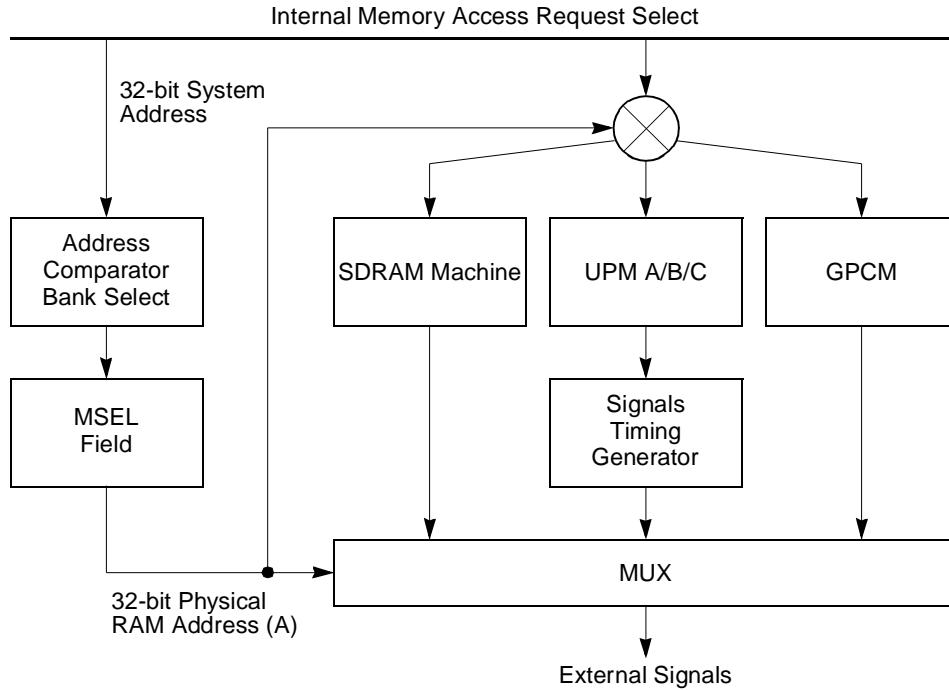 Internal Memory Access Request Select
32-bit System
Address
Address
Comparator
Bank Select
SDRAM Machine
UPM A/B/C
GPCM
MSEL
Field
Signals
Timing
Generator
MUX
32-bit Physical
RAM Address (A)
External Signals